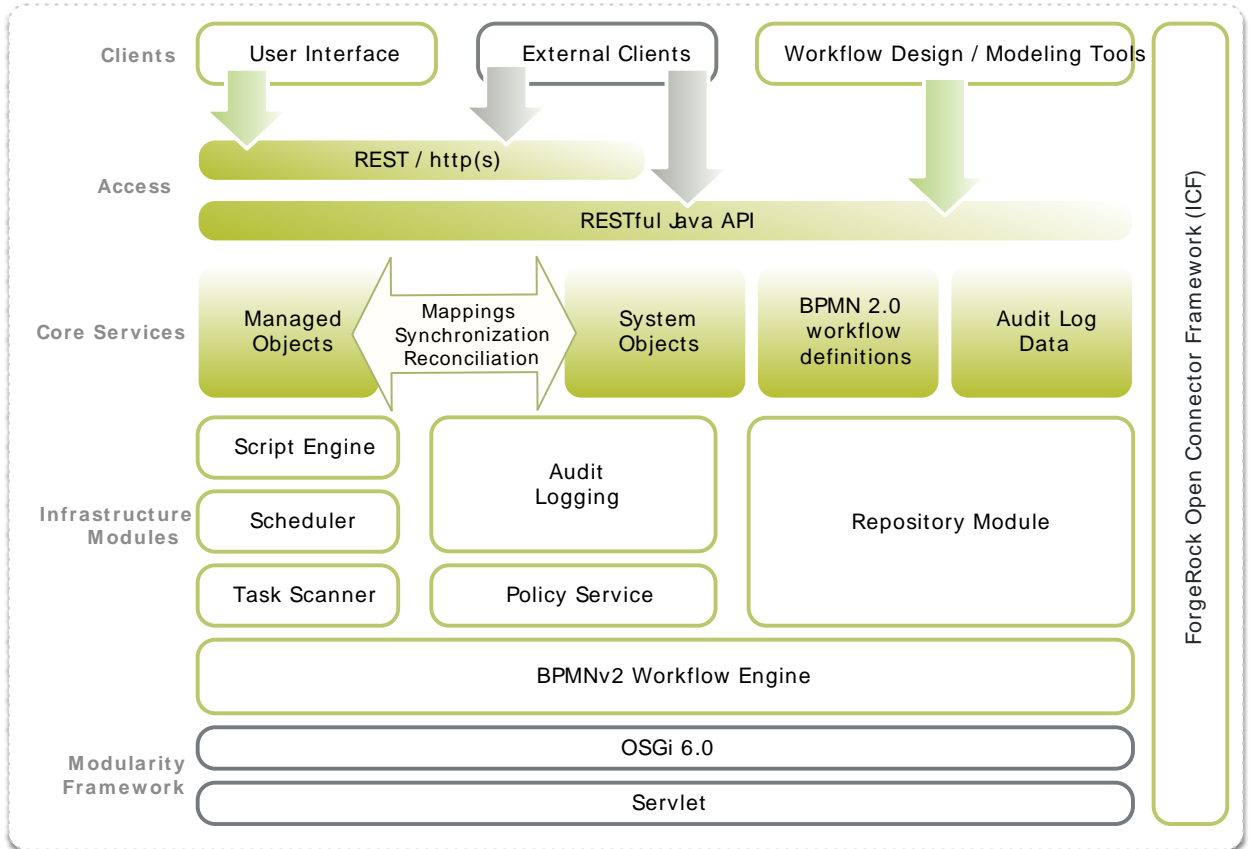 Clients
User Interface
External Clients
Workflow Design / Modeling Tools
Access
REST / http(s)
RESTful Java API
Core Services
Managed
Objects
Mappings
Synchronization
Reconciliation
System
Objects
BPMN 2.0
workflow
definitions
Audit Log
Data
Infrastructure
Modules
Script Engine
Scheduler
Task Scanner
Audit
Logging
Policy Service
Repository Module
BPMNv2 Workflow Engine
Modularity
Framework
OSGi 6.0
Servlet
ForgeRock Open Connector Framework (ICF)